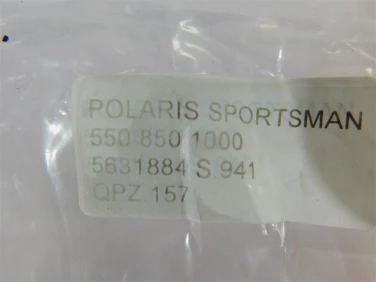 POLARIS SPORTSMAN
550 850 1000
5631884 S.941
QPZ 157